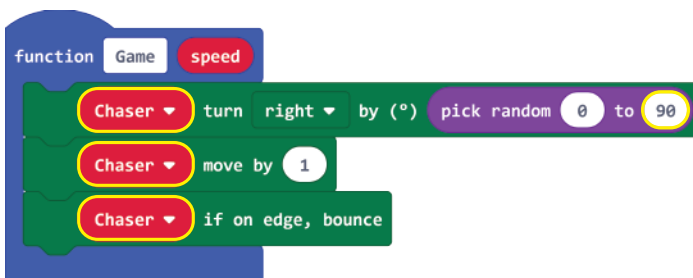 function Game speed
Chaser turn right by (°) pick random 0 to 90
Chaser move by 1
Chaser if on edge, bounce